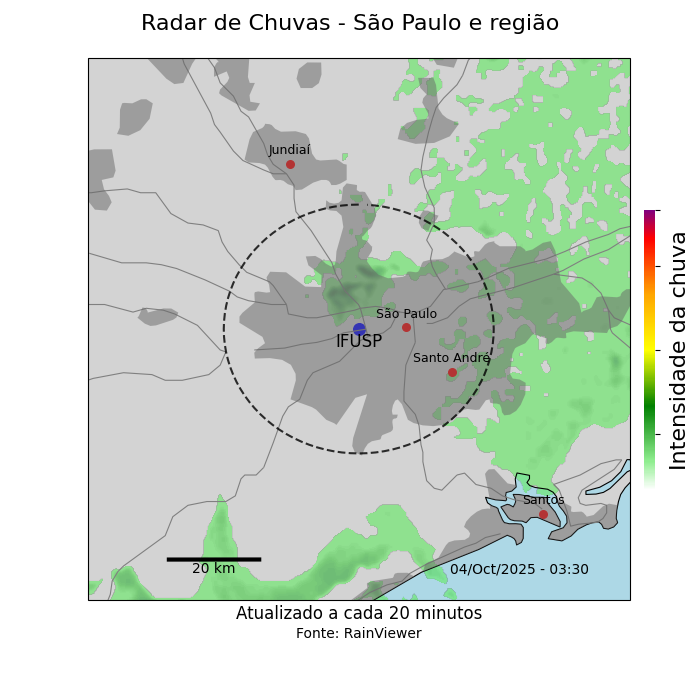 Radar de Chuvas - São Paulo e região
Jundiaí
São Paulo
IFUSP
Santo André
Santos
20 km
04/Oct/2025 - 03:30
Intensidade da chuva
Atualizado a cada 20 minutos
Fonte: RainViewer